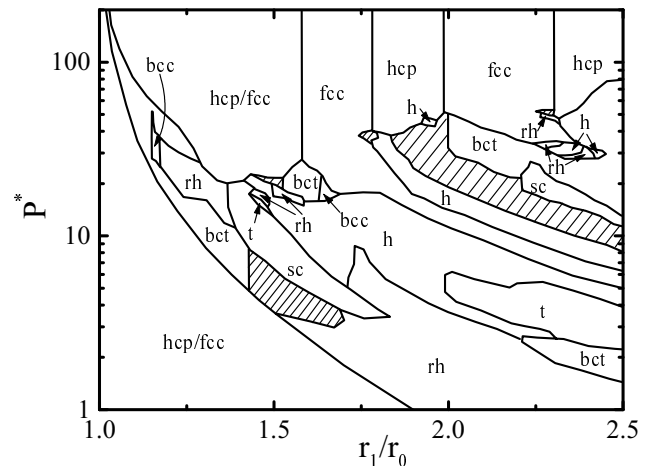 100
10
1
P*
1.0
1.5
2.0
2.5
r1/r0
bcc
hcp/fcc
fcc
hcp
fcc
hcp
h
h
rh
bct
rh
rh
bct
t
rh
bct
bcc
sc
h
h
sc
hcp/fcc
t
rh
bct